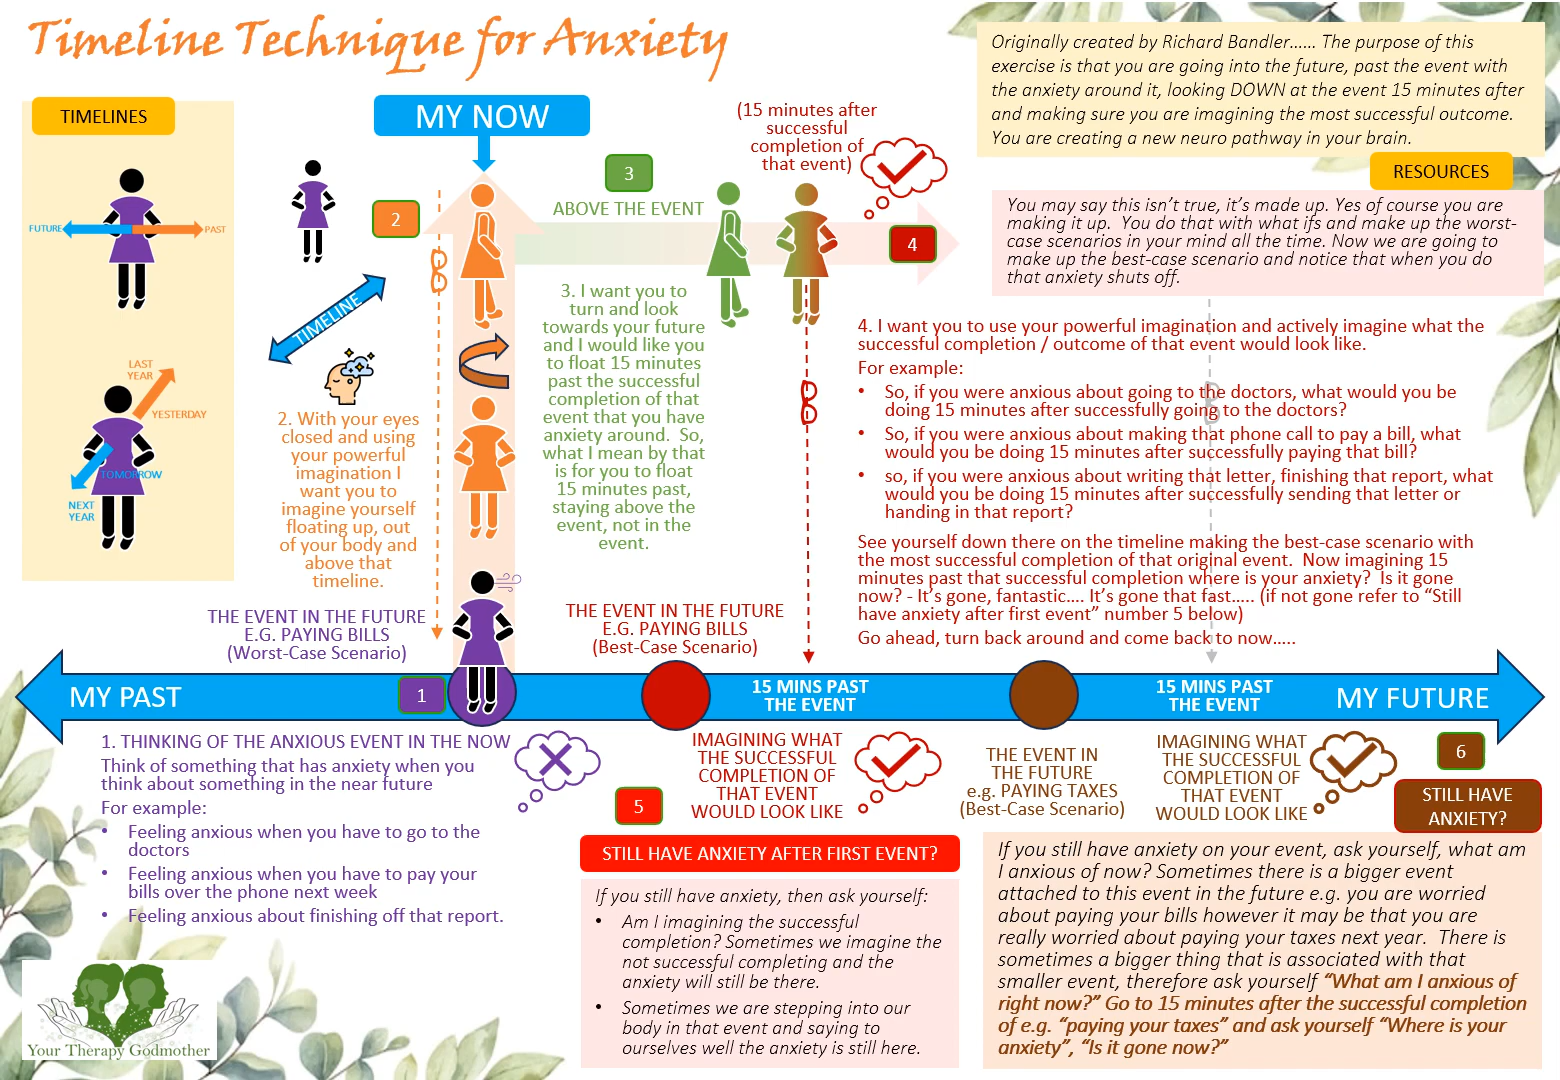 Timeline Technique for Anxiety
Originally created by Richard Bandler...... The purpose of this
exercise is that you are going into the future, past the event with
the anxiety around it, looking DOWN at the event 15 minutes after
and making sure you are imagining the most successful outcome.
You are creating a new neuro pathway in your brain.
RESOURCES
You may say this isn't true, it's made up. Yes of course you are
making it up.  You do that with what ifs and make up the worst-
case scenarios in your mind all the time. Now we are going to
make up the best-case scenario and notice that when you do
that anxiety shuts off.
TIMELINES
FUTURE
PAST
LAST
YEAR
YESTERDAY
TOMORROW
NEXT
YEAR
MY NOW
2
TIMELINE
2. With your eyes
closed and using
your powerful
imagination I
want you to
imagine yourself
floating up, out
of your body and
above that
timeline.
3
ABOVE THE EVENT
3. I want you to
turn and look
towards your future
and I would like you
to float 15 minutes
past the successful
completion of that
event that you have
anxiety around.  So,
what I mean by that
is for you to float
15 minutes past,
staying above the
event, not in the
event.
(15 minutes after
successful
completion of
that event)
4
4. I want you to use your powerful imagination and actively imagine what the
successful completion / outcome of that event would look like.
For example:
• So, if you were anxious about going to the doctors, what would you be
doing 15 minutes after successfully going to the doctors?
• So, if you were anxious about making that phone call to pay a bill, what
would you be doing 15 minutes after successfully paying that bill?
• so, if you were anxious about writing that letter, finishing that report, what
would you be doing 15 minutes after successfully sending that letter or
handing in that report?
See yourself down there on the timeline making the best-case scenario with
the most successful completion of that original event.  Now imagining 15
minutes past that successful completion where is your anxiety?  Is it gone
now? - It's gone, fantastic.... It's gone that fast..... (if not gone refer to "Still
have anxiety after first event" number 5 below)
Go ahead, turn back around and come back to now.....
THE EVENT IN THE FUTURE
E.G. PAYING BILLS
(Worst-Case Scenario)
THE EVENT IN THE FUTURE
E.G. PAYING BILLS
(Best-Case Scenario)
MY PAST
1
15 MINS PAST
THE EVENT
15 MINS PAST
THE EVENT
MY FUTURE
1. THINKING OF THE ANXIOUS EVENT IN THE NOW
Think of something that has anxiety when you
think about something in the near future
For example:
• Feeling anxious when you have to go to the
doctors
• Feeling anxious when you have to pay your
bills over the phone next week
• Feeling anxious about finishing off that report.
IMAGINING WHAT
THE SUCCESSFUL
COMPLETION OF
THAT EVENT
WOULD LOOK LIKE
5
STILL HAVE ANXIETY AFTER FIRST EVENT?
If you still have anxiety, then ask yourself:
• Am I imagining the successful
completion? Sometimes we imagine the
not successful completing and the
anxiety will still be there.
• Sometimes we are stepping into our
body in that event and saying to
ourselves well the anxiety is still here.
THE EVENT IN
THE FUTURE
e.g. PAYING TAXES
(Best-Case Scenario)
IMAGINING WHAT
THE SUCCESSFUL
COMPLETION OF
THAT EVENT
WOULD LOOK LIKE
6
STILL HAVE
ANXIETY?
If you still have anxiety on your event, ask yourself, what am
I anxious of now? Sometimes there is a bigger event
attached to this event in the future e.g. you are worried
about paying your bills however it may be that you are
really worried about paying your taxes next year.  There is
sometimes a bigger thing that is associated with that
smaller event, therefore ask yourself "What am I anxious of
right now?" Go to 15 minutes after the successful completion
of e.g. "paying your taxes" and ask yourself "Where is your
anxiety", "Is it gone now?"
Your Therapy Godmother